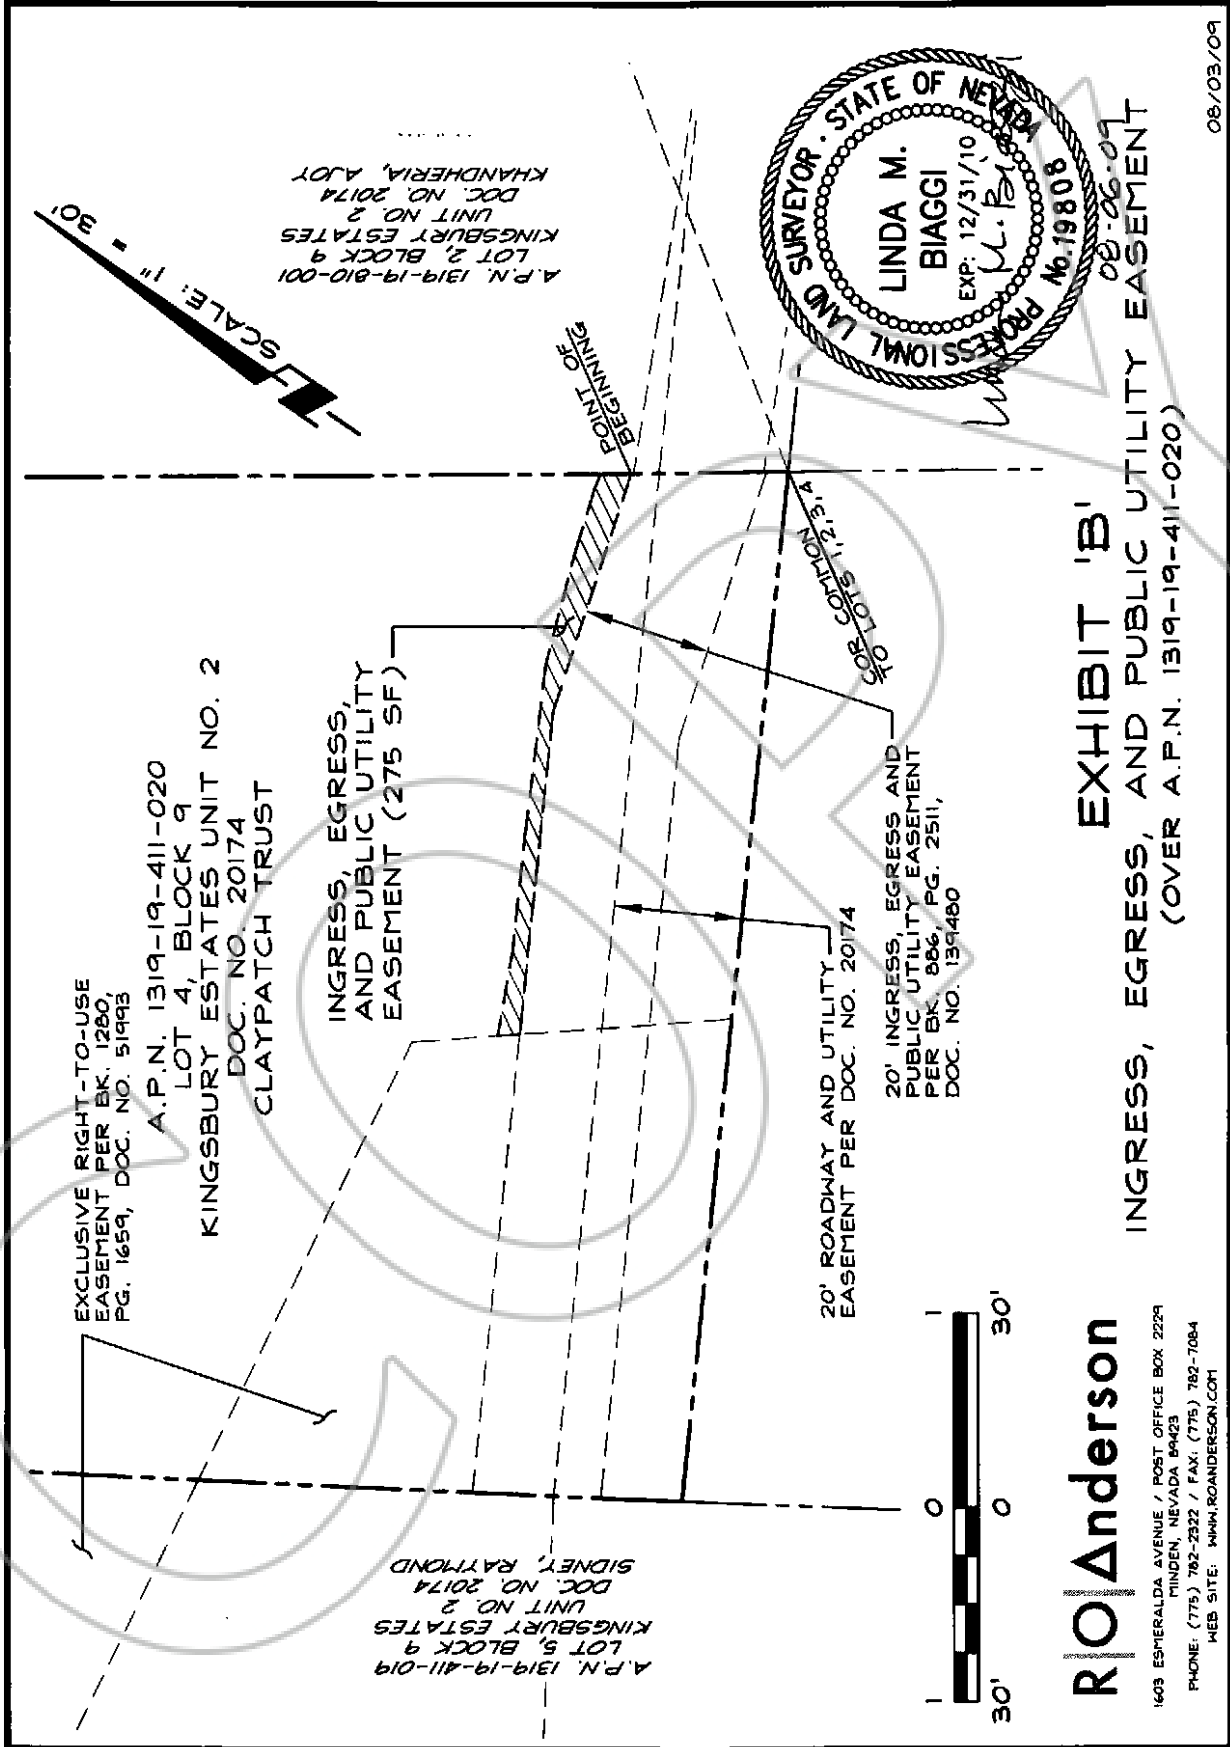 EXCLUSIVE RIGHT-TO-USE
EASEMENT PER BK. 1280,
PG. 1659, DOC. NO. 51993
A.P.N. 1319-19-411-020
LOT 4, BLOCK 9
KINGSBURY ESTATES UNIT NO. 2
DOC. NO. 20174
CLAYPATCH TRUST
INGRESS, EGRESS,
AND PUBLIC UTILITY
EASEMENT (275 SF)
SCALE: 1" = 30'
A.P.N. 1319-19-810-001
LOT 2, BLOCK 9
KINGSBURY ESTATES
UNIT NO. 2
DOC. NO. 20174
KHANDHERIA, AJOY
POINT OF
BEGINNING
A.P.N. 1319-19-411-019
LOT 5, BLOCK 9
KINGSBURY ESTATES
UNIT NO. 2
DOC. NO. 20174
SIDNEY, RAYMOND
COR. COMMON
TO LOTS 1,2,3,4
20' ROADWAY AND UTILITY
EASEMENT PER DOC. NO. 20174
20' INGRESS, EGRESS AND
PUBLIC UTILITY EASEMENT
PER BK. 886, PG. 2511,
DOC. NO. 139480
PROFESSIONAL LAND SURVEYOR · STATE OF NEVADA
LINDA M.
BIAGGI
EXP: 12/31/10
No. 19808
08-06-09
30' 0 30'
EXHIBIT 'B'
INGRESS, EGRESS, AND PUBLIC UTILITY EASEMENT
(OVER A.P.N. 1319-19-411-020)
R|O|Anderson
1603 ESMERALDA AVENUE / POST OFFICE BOX 2229
MINDEN, NEVADA 89423
PHONE: (775) 782-2322 / FAX: (775) 782-7084
WEB SITE: WWW.ROANDERSON.COM
08/03/09
COPY